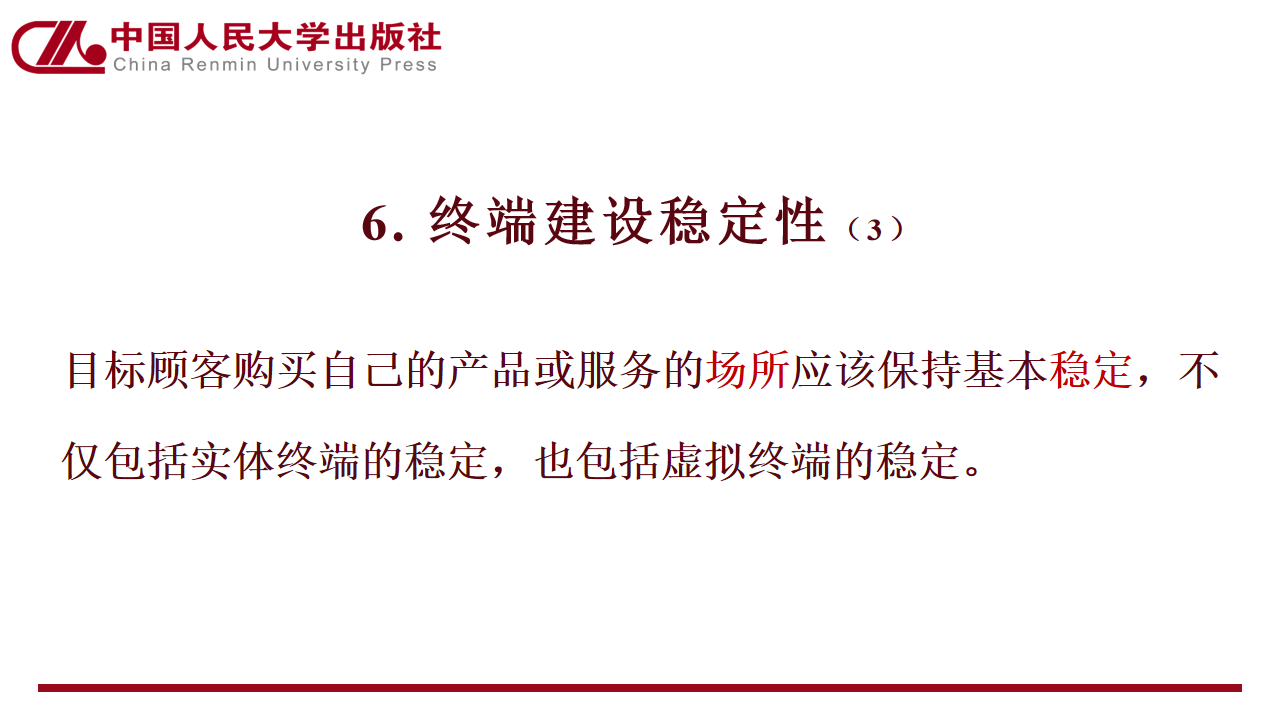 中国人民大学出版社
China Renmin University Press
6. 终端建设稳定性（3）
目标顾客购买自己的产品或服务的场所应该保持基本稳定，不
仅包括实体终端的稳定，也包括虚拟终端的稳定。